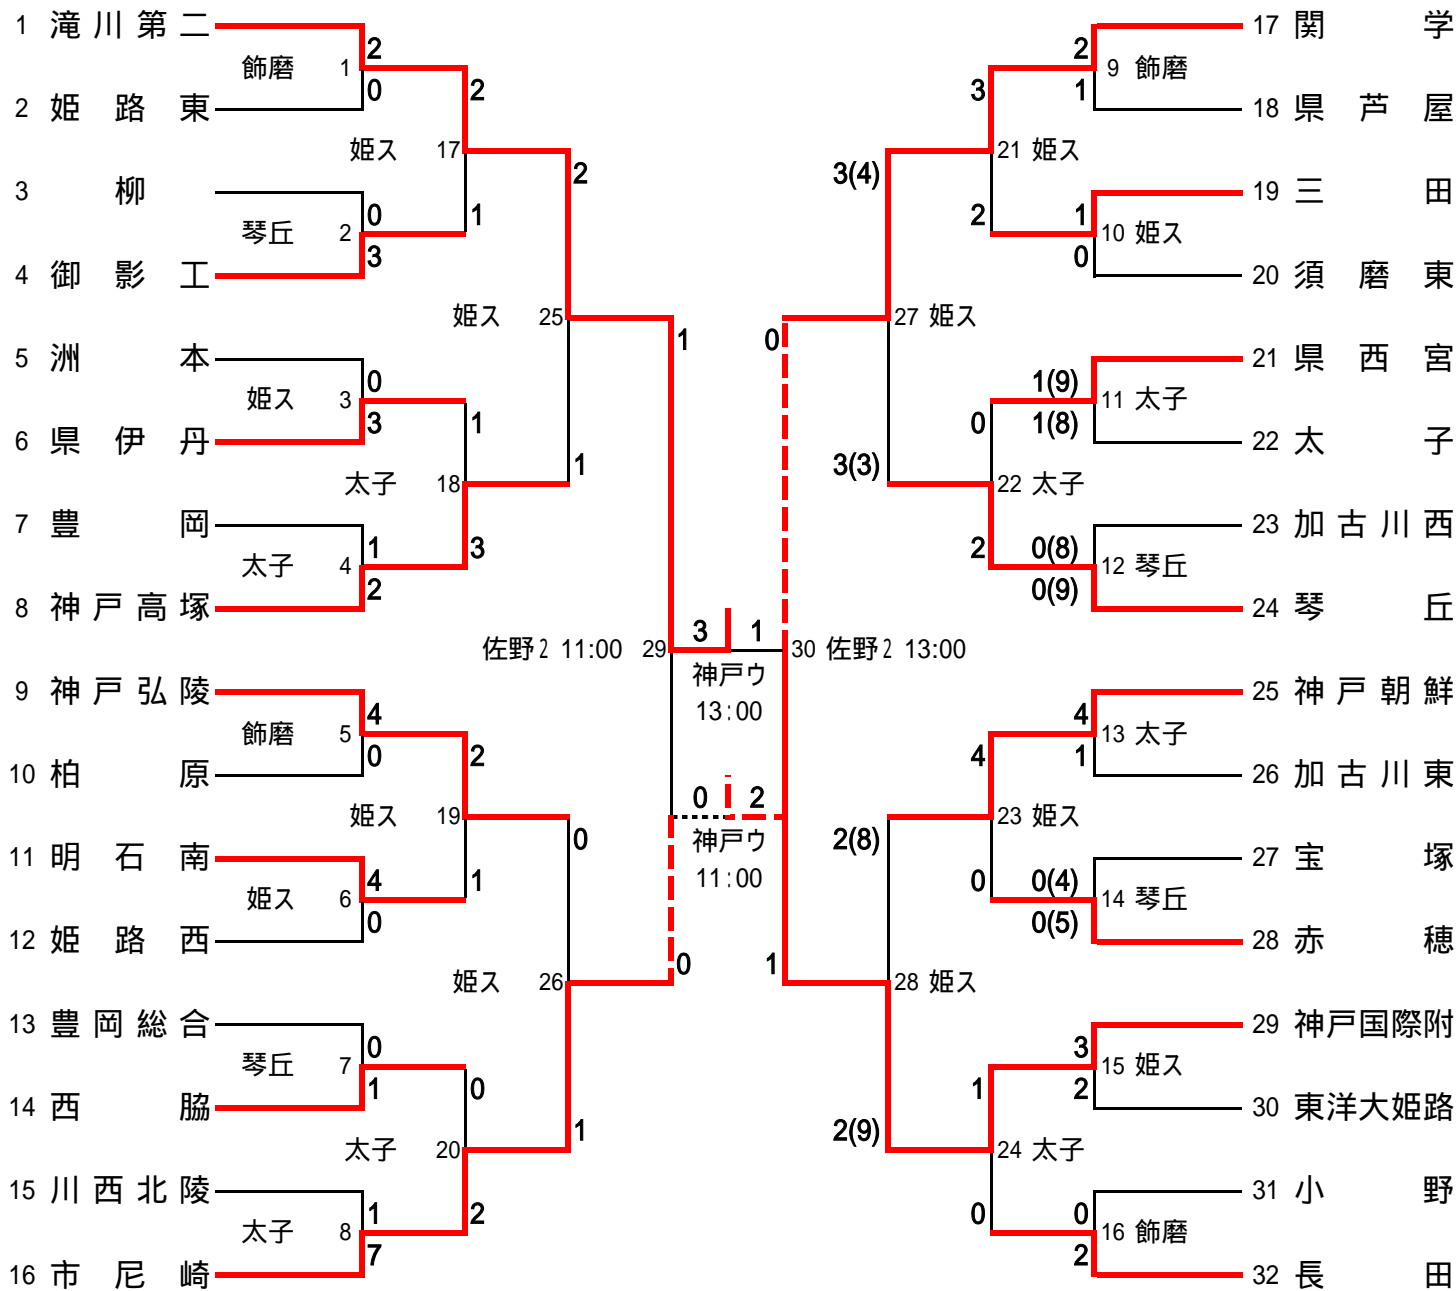 1 滝川第二
2
飾磨 1
0
2 姫路東
2
姫ス 17
1
3 柳
0
琴丘 2
3
4 御影工
2
姫ス 25
1
5 洲本
0
姫ス 3
3
6 県伊丹
1
太子 18
3
7 豊岡
1
太子 4
2
8 神戸高塚
1
佐野2 11:00 29
0
9 神戸弘陵
4
飾磨 5
0
10 柏原
2
姫ス 19
1
11 明石南
4
姫ス 6
0
12 姫路西
0
姫ス 26
1
13 豊岡総合
0
琴丘 7
1
14 西脇
0
太子 20
2
15 川西北陵
1
太子 8
7
16 市尼崎
3 1
神戸ウ
13:00
0 2
神戸ウ
11:00
17 関学
2
9 飾磨
1
18 県芦屋
3
21 姫ス
2
19 三田
1
10 姫ス
0
20 須磨東
3(4)
27 姫ス
3(3)
21 県西宮
1(9)
11 太子
1(8)
22 太子
0
22 太子
2
23 加古川西
0(8)
12 琴丘
0(9)
24 琴丘
0
30 佐野2 13:00
1
25 神戸朝鮮
4
13 太子
1
26 加古川東
4
23 姫ス
0
27 宝塚
0(4)
14 琴丘
0(5)
28 赤穂
2(8)
28 姫ス
2(9)
29 神戸国際附
3
15 姫ス
2
30 東洋大姫路
1
24 太子
0
31 小野
0
16 飾磨
2
32 長田